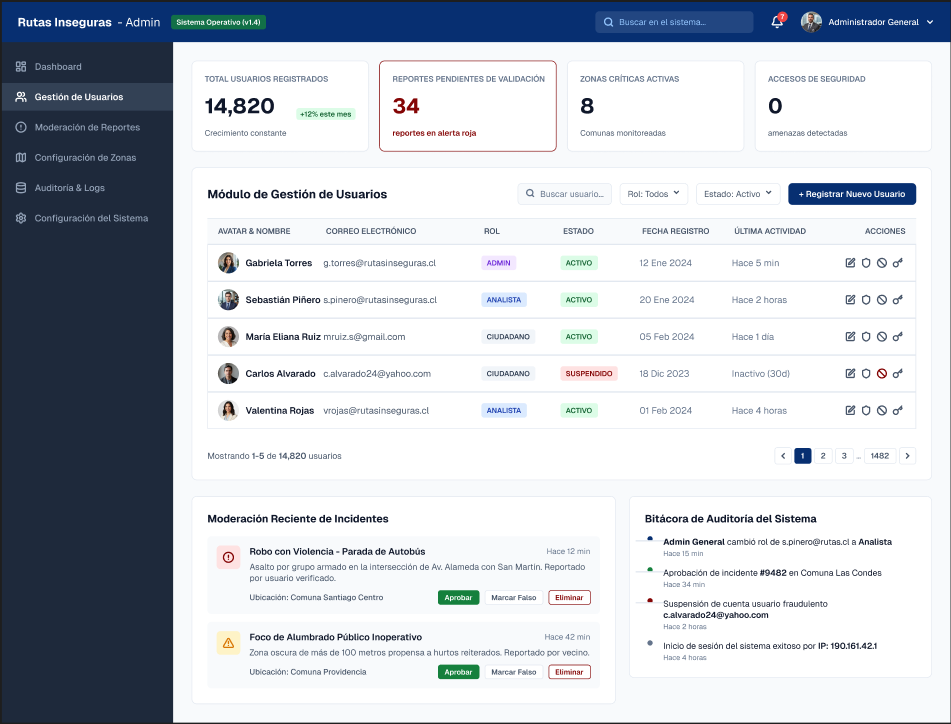 Rutas Inseguras - Admin
Sistema Operativo (v1.4)
Buscar en el sistema...
7
Administrador General
Dashboard
Gestión de Usuarios
Moderación de Reportes
Configuración de Zonas
Auditoría & Logs
Configuración del Sistema
TOTAL USUARIOS REGISTRADOS
14,820
+12% este mes
Crecimiento constante
REPORTES PENDIENTES DE VALIDACIÓN
34
reportes en alerta roja
ZONAS CRÍTICAS ACTIVAS
8
Comunas monitoreadas
ACCESOS DE SEGURIDAD
0
amenazas detectadas
Módulo de Gestión de Usuarios
Buscar usuario...
Rol: Todos
Estado: Activo
+ Registrar Nuevo Usuario
AVATAR & NOMBRE CORREO ELECTRÓNICO ROL ESTADO FECHA REGISTRO ÚLTIMA ACTIVIDAD ACCIONES
Gabriela Torres g.torres@rutasinseguras.cl ADMIN ACTIVO 12 Ene 2024 Hace 5 min
Sebastián Piñero s.pinero@rutasinseguras.cl ANALISTA ACTIVO 20 Ene 2024 Hace 2 horas
María Eliana Ruiz mruiz.s@gmail.com CIUDADANO ACTIVO 05 Feb 2024 Hace 1 día
Carlos Alvarado c.alvarado24@yahoo.com CIUDADANO SUSPENDIDO 18 Dic 2023 Inactivo (30d)
Valentina Rojas vrojas@rutasinseguras.cl ANALISTA ACTIVO 01 Feb 2024 Hace 4 horas
Mostrando 1-5 de 14,820 usuarios
1 2 3 ... 1482
Moderación Reciente de Incidentes
Robo con Violencia - Parada de Autobús
Hace 12 min
Asalto por grupo armado en la intersección de Av. Alameda con San Martín. Reportado
por usuario verificado.
Ubicación: Comuna Santiago Centro
Aprobar
Marcar Falso
Eliminar
Foco de Alumbrado Público Inoperativo
Hace 42 min
Zona oscura de más de 100 metros propensa a hurtos reiterados. Reportado por vecino.
Ubicación: Comuna Providencia
Aprobar
Marcar Falso
Eliminar
Bitácora de Auditoría del Sistema
Admin General cambió rol de s.pinero@rutas.cl a Analista
Hace 15 min
Aprobación de incidente #9482 en Comuna Las Condes
Hace 34 min
Suspensión de cuenta usuario fraudulento
c.alvarado24@yahoo.com
Hace 2 horas
Inicio de sesión del sistema exitoso por IP: 190.161.42.1
Hace 4 horas